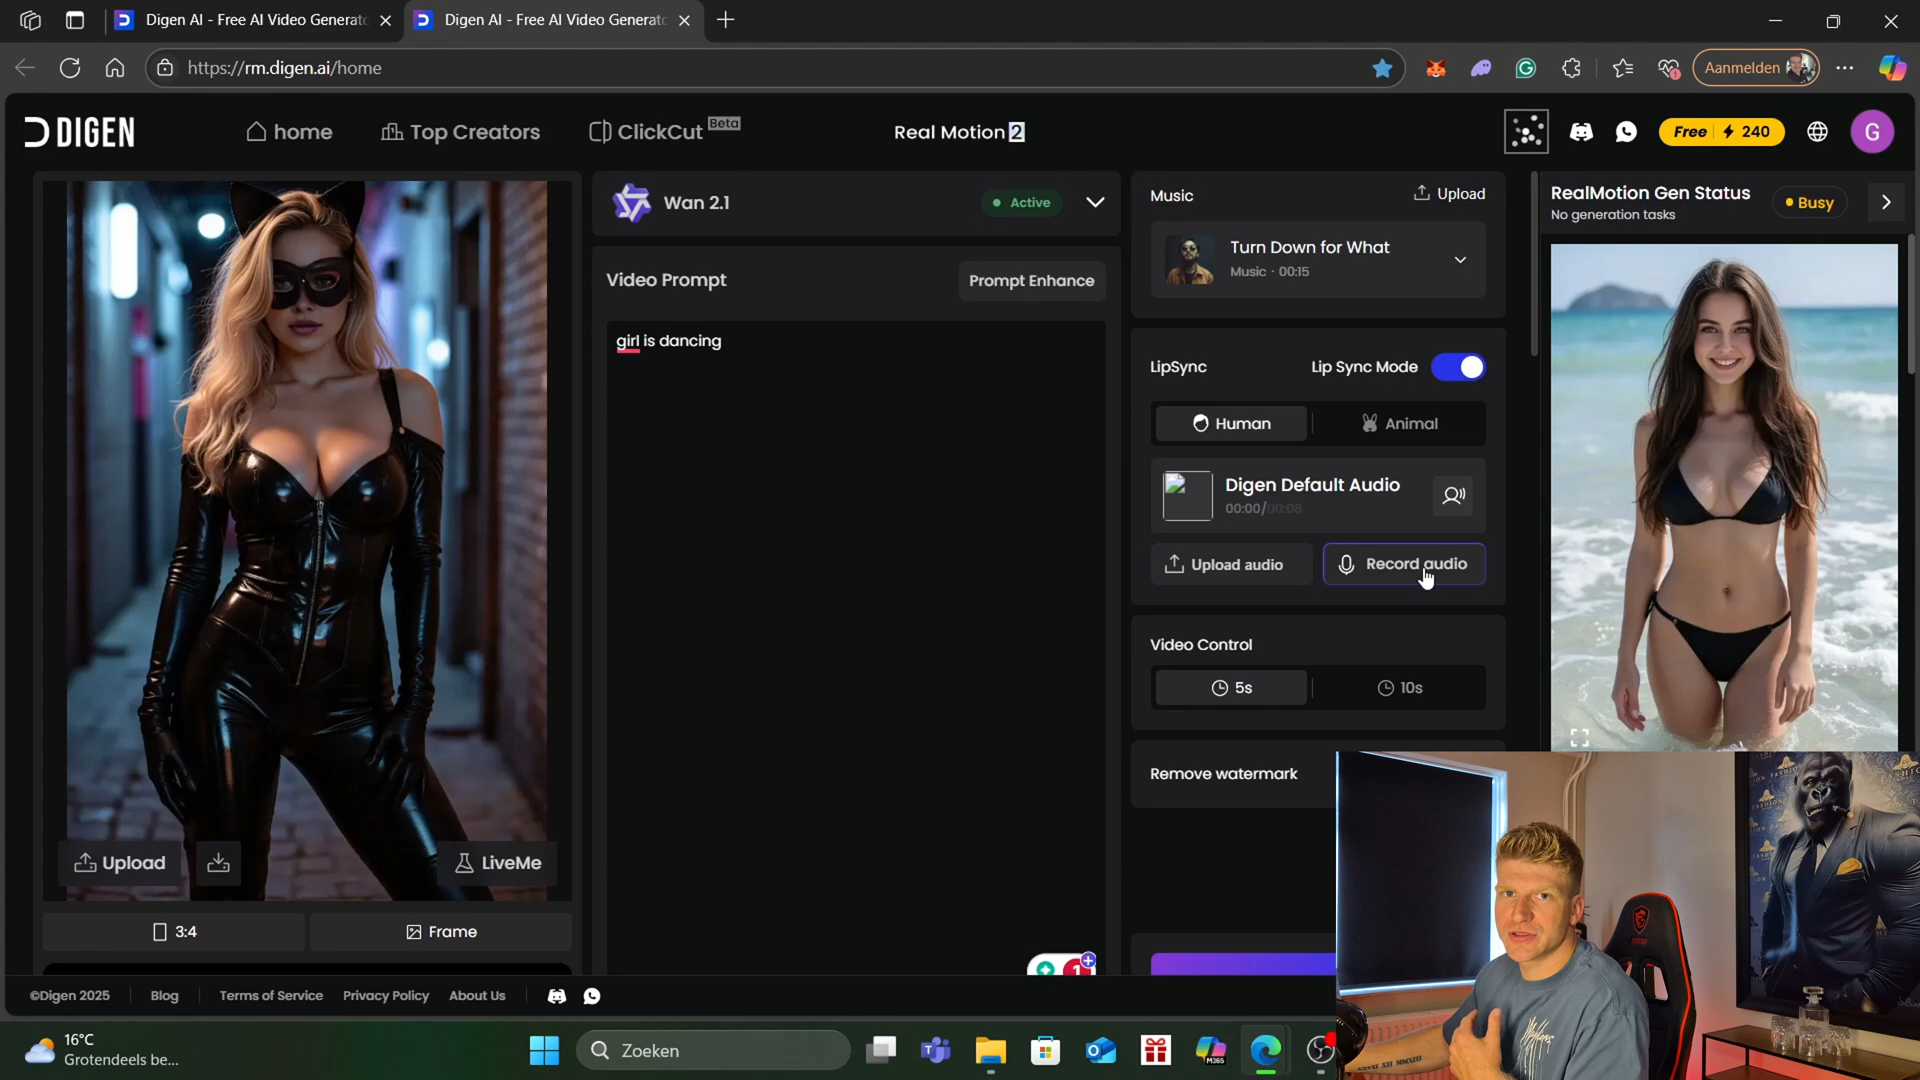 Digen AI - Free AI Video Generato
Digen AI - Free AI Video Generato
https://rm.digen.ai/home
Aanmelden
DIGEN
home
Top Creators
ClickCut Beta
Real Motion 2
Free 240
G
Wan 2.1
Active
Video Prompt
Prompt Enhance
girl is dancing
Upload
LiveMe
3:4
Frame
Music
Upload
Turn Down for What
Music · 00:15
LipSync
Lip Sync Mode
Human
Animal
Digen Default Audio
00:00/00:08
Upload audio
Record audio
Video Control
5s
10s
Remove watermark
RealMotion Gen Status
Busy
No generation tasks
©Digen 2025
Blog
Terms of Service
Privacy Policy
About Us
16°C
Grotendeels be...
Zoeken
M365
FASHION